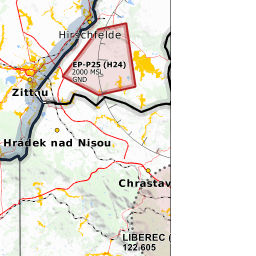 Hirschfelde
EP-P25 (H24)
2000 MSL
GND
Zittau
Hrádek nad Nisou
Chrastav
LIBEREC (
122.605